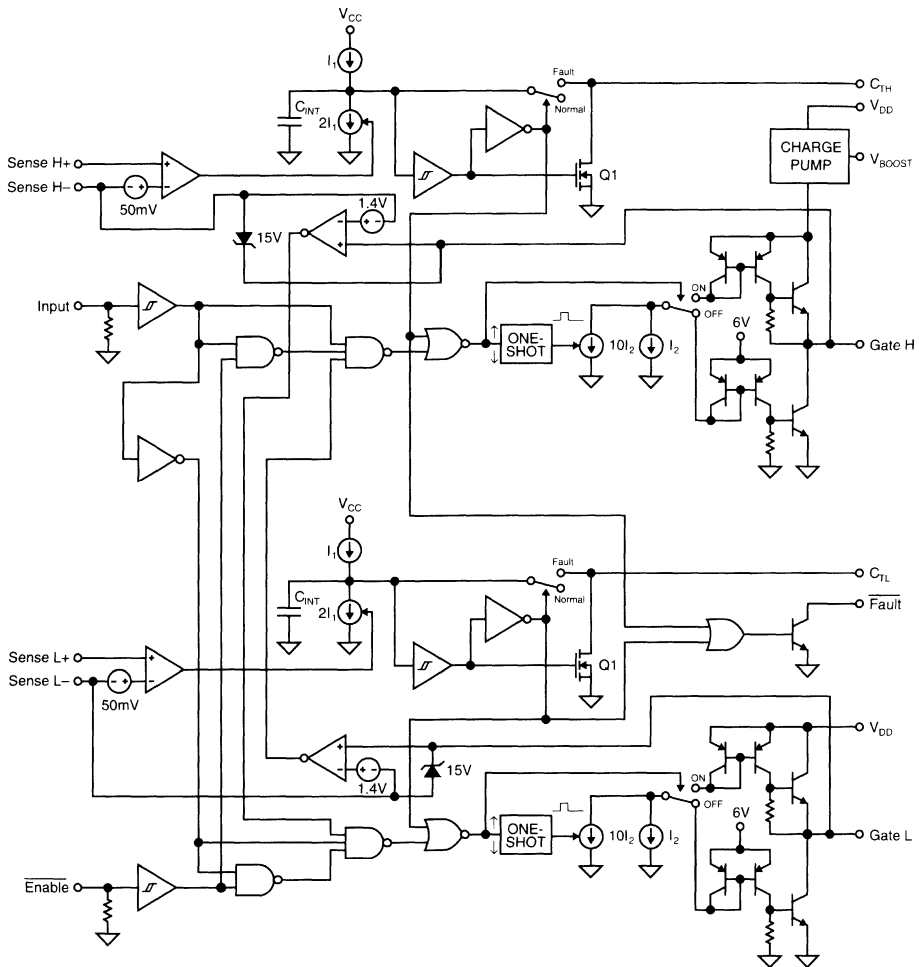 V_CC
I_1
Fault
C_TH
C_INT
2I_1
Normal
V_DD
CHARGE PUMP
V_BOOST
Sense H+
Sense H−
+
−
− +
50mV
Q1
1.4V
+ −
−
+
15V
Input
ON
ONE-SHOT
10I_2
I_2
OFF
6V
Gate H
V_CC
I_1
Fault
C_TL
C_INT
2I_1
Normal
Fault
Sense L+
Sense L−
+
−
− +
50mV
Q1
+
−
+ −
1.4V
15V
V_DD
ON
ONE-SHOT
10I_2
I_2
OFF
6V
Gate L
Enable